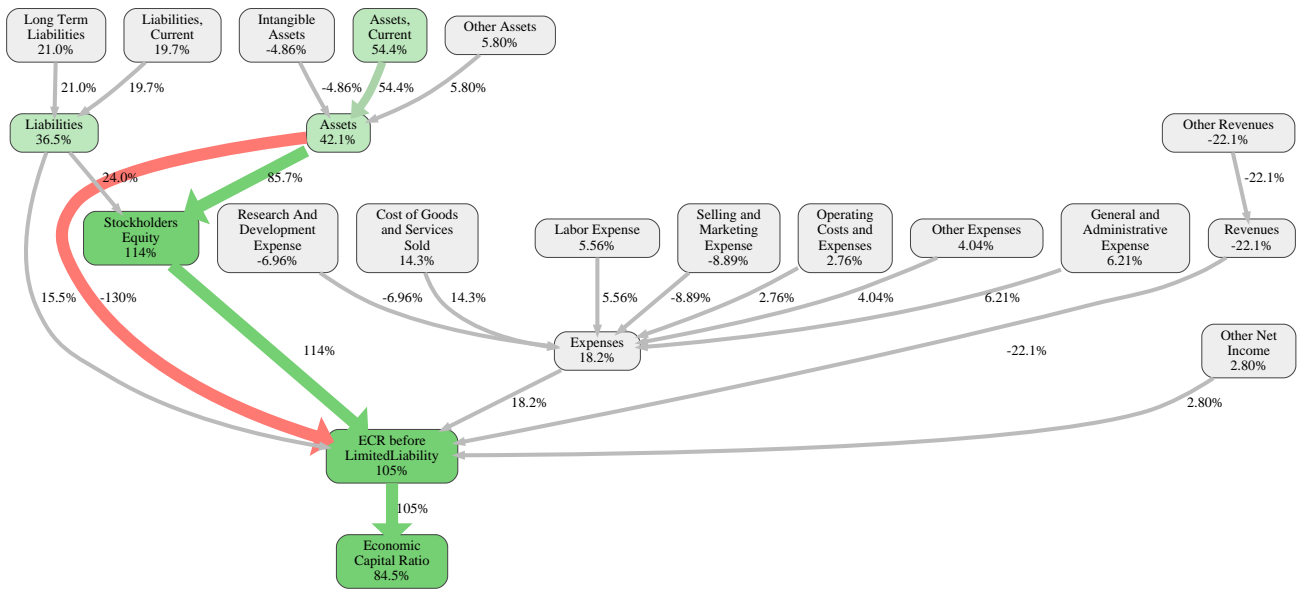 Long Term
Liabilities
21.0%
Liabilities,
Current
19.7%
Intangible
Assets
-4.86%
Assets,
Current
54.4%
Other Assets
5.80%
21.0%
19.7%
-4.86%
54.4%
5.80%
Liabilities
36.5%
Assets
42.1%
Other Revenues
-22.1%
24.0%
85.7%
-22.1%
Stockholders
Equity
114%
Research And
Development
Expense
-6.96%
Cost of Goods
and Services
Sold
14.3%
Labor Expense
5.56%
Selling and
Marketing
Expense
-8.89%
Operating
Costs and
Expenses
2.76%
Other Expenses
4.04%
General and
Administrative
Expense
6.21%
Revenues
-22.1%
15.5%
-130%
-6.96%
14.3%
5.56%
-8.89%
2.76%
4.04%
6.21%
114%
Expenses
18.2%
-22.1%
Other Net
Income
2.80%
18.2%
2.80%
ECR before
LimitedLiability
105%
105%
Economic
Capital Ratio
84.5%